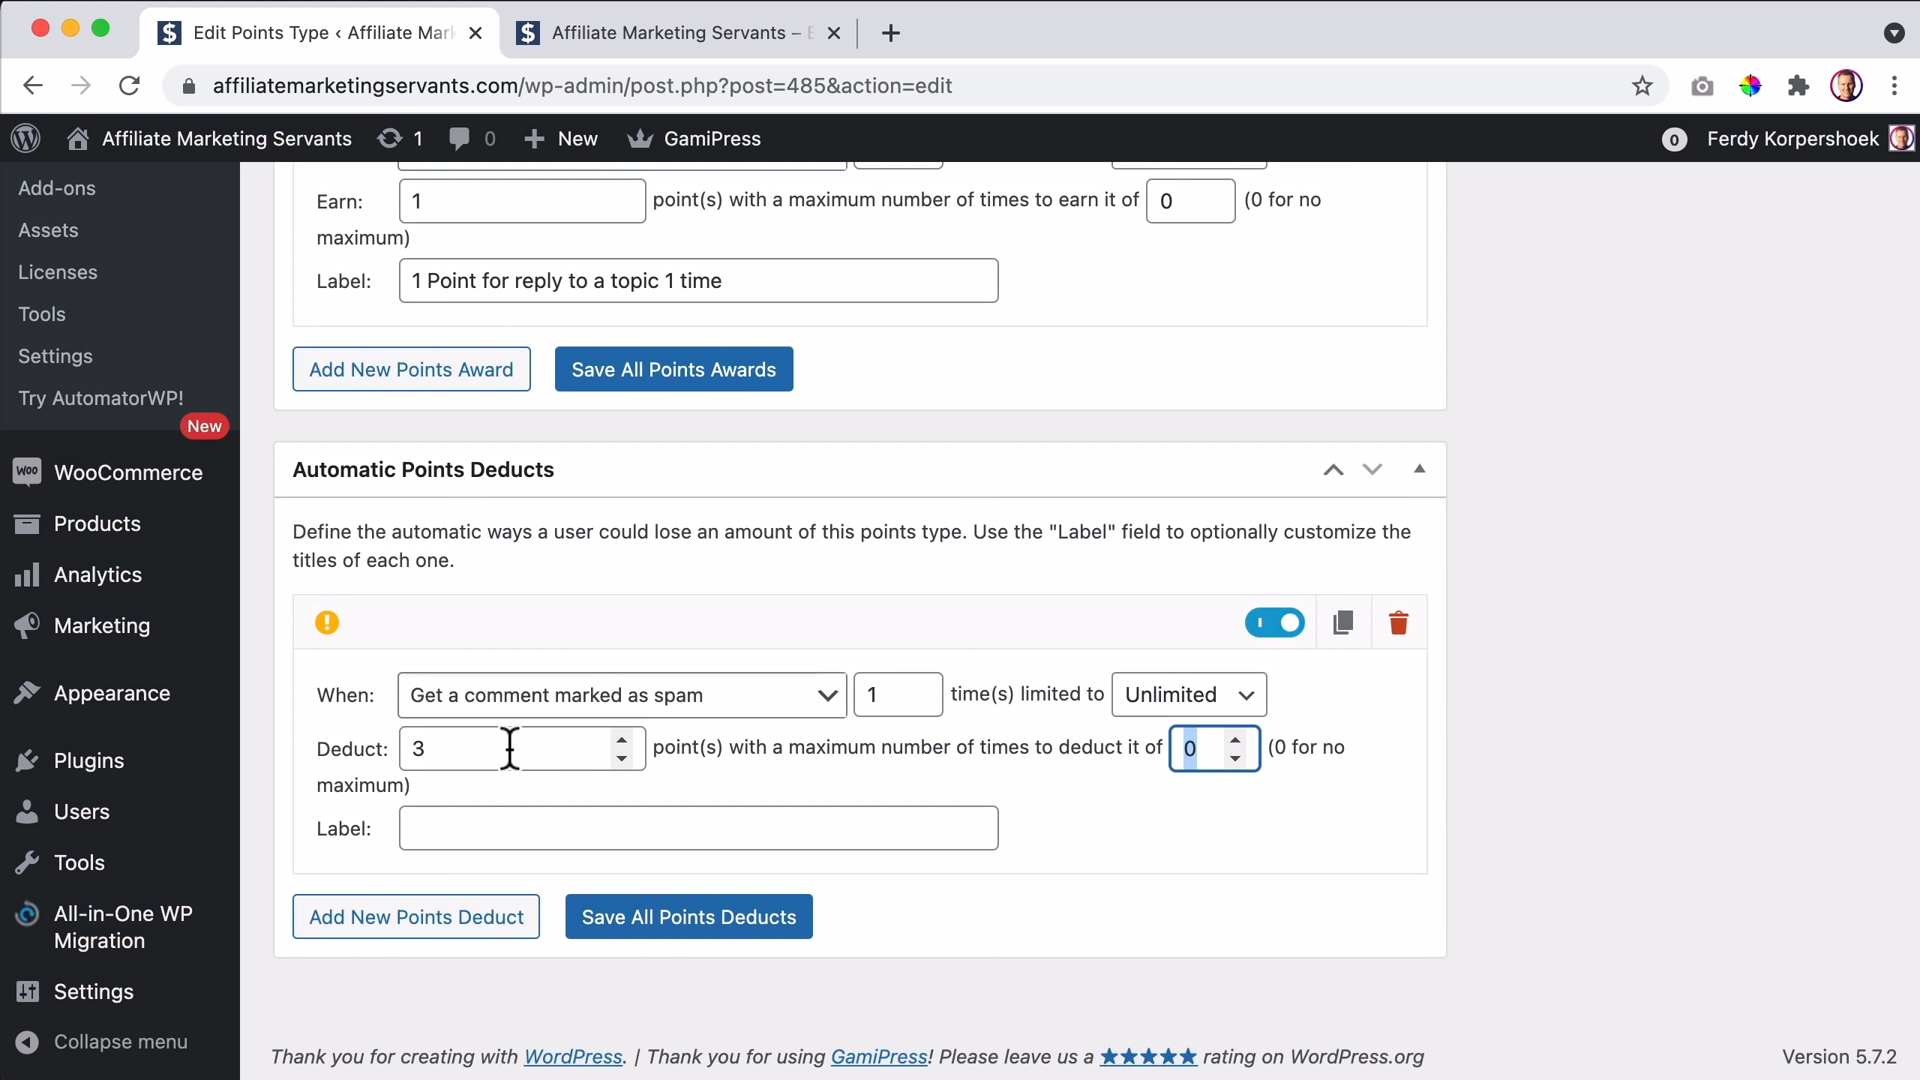 Edit Points Type ‹ Affiliate Mar
Affiliate Marketing Servants –
affiliatemarketingservants.com/wp-admin/post.php?post=485&action=edit
Affiliate Marketing Servants
1
0
New
GamiPress
0
Ferdy Korpershoek
Add-ons
Assets
Licenses
Tools
Settings
Try AutomatorWP!
New
WooCommerce
Products
Analytics
Marketing
Appearance
Plugins
Users
Tools
All-in-One WP
Migration
Settings
Collapse menu
Earn: 1 point(s) with a maximum number of times to earn it of 0 (0 for no
maximum)
Label: 1 Point for reply to a topic 1 time
Add New Points Award
Save All Points Awards
Automatic Points Deducts
Define the automatic ways a user could lose an amount of this points type. Use the "Label" field to optionally customize the
titles of each one.
When: Get a comment marked as spam 1 time(s) limited to Unlimited
Deduct: 3 point(s) with a maximum number of times to deduct it of 0 (0 for no
maximum)
Label:
Add New Points Deduct
Save All Points Deducts
Thank you for creating with WordPress. | Thank you for using GamiPress! Please leave us a ★★★★★ rating on WordPress.org
Version 5.7.2